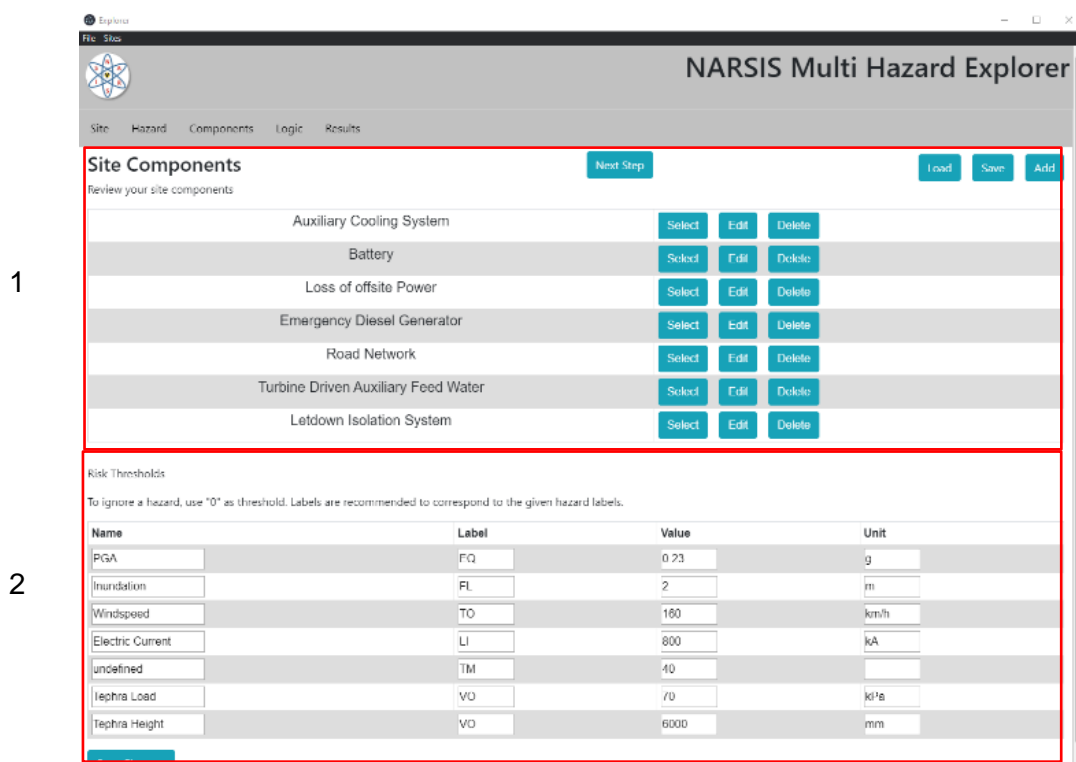 Explorer
File Sites
NARSIS Multi Hazard Explorer
Site Hazard Components Logic Results
Site Components Next Step Load Save Add
Review your site components
Auxiliary Cooling System Select Edit Delete
Battery Select Edit Delete
1
Loss of offsite Power Select Edit Delete
Emergency Diesel Generator Select Edit Delete
Road Network Select Edit Delete
Turbine Driven Auxiliary Feed Water Select Edit Delete
Letdown Isolation System Select Edit Delete
Risk Thresholds
To ignore a hazard, use "0" as threshold. Labels are recommended to correspond to the given hazard labels.
Name Label Value Unit
PGA EQ 0.23 g
2
Inundation FL 2 m
Windspeed TO 160 km/h
Electric Current LI 800 kA
undefined TM 40
Tephra Load VO 70 kPa
Tephra Height VO 6000 mm